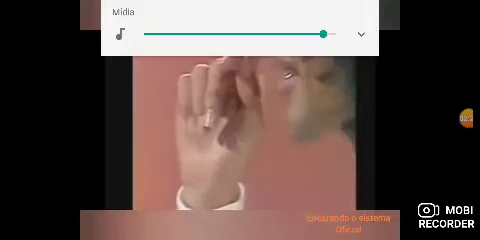 Mídia
Encarando o sistema
Oficial
MOBI
RECORDER